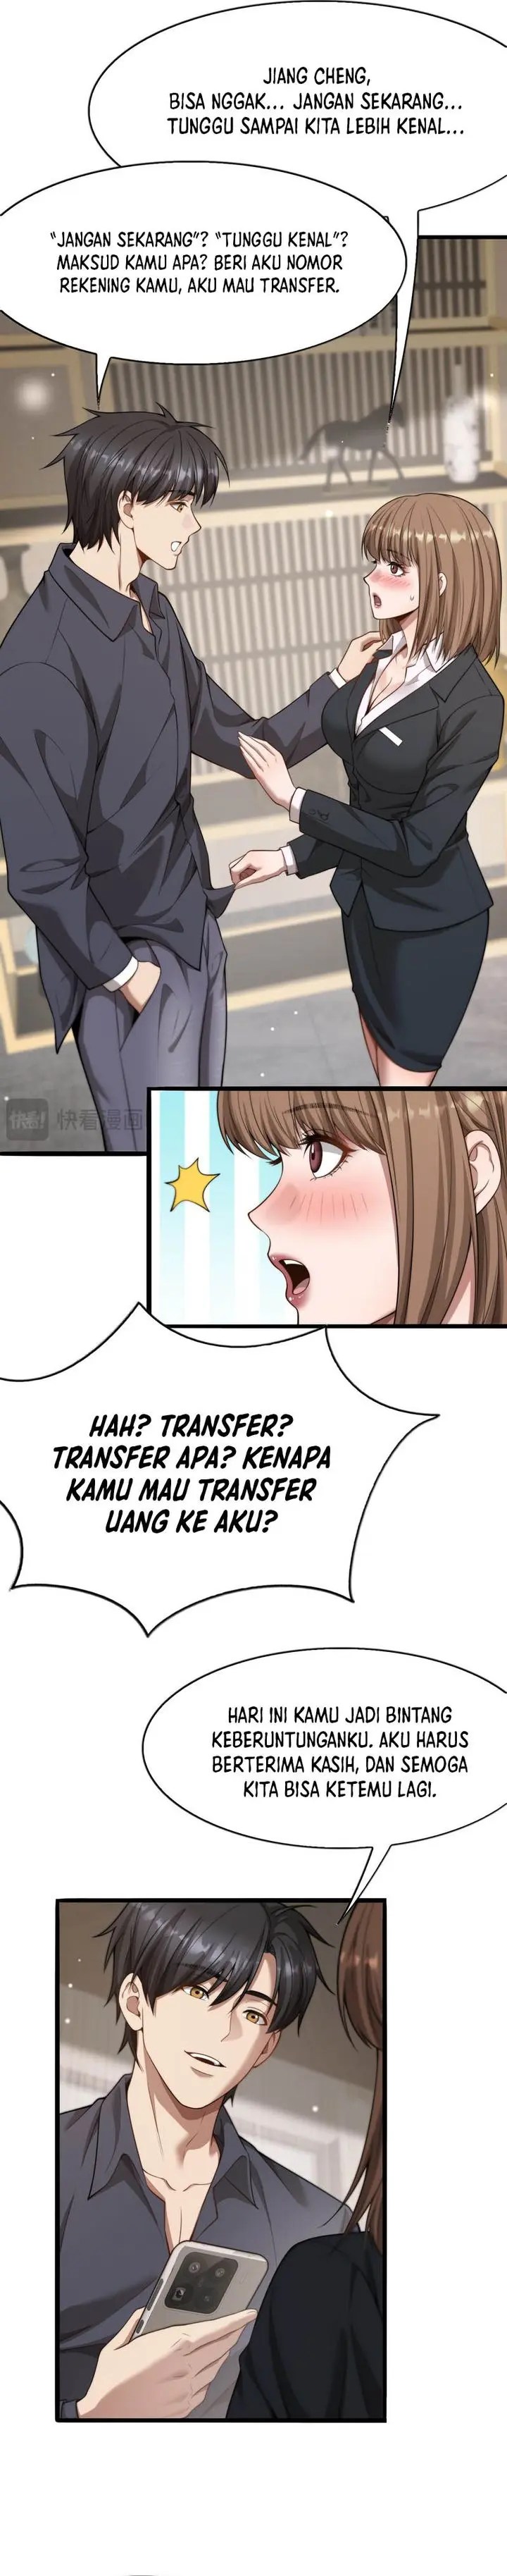 JIANG CHENG,
BISA NGGAK... JANGAN SEKARANG...
TUNGGU SAMPAI KITA LEBIH KENAL...
"JANGAN SEKARANG"? "TUNGGU KENAL"?
MAKSUD KAMU APA? BERI AKU NOMOR
REKENING KAMU, AKU MAU TRANSFER.
快看! 快看漫画
HAH? TRANSFER?
TRANSFER APA? KENAPA
KAMU MAU TRANSFER
UANG KE AKU?
HARI INI KAMU JADI BINTANG
KEBERUNTUNGANKU. AKU HARUS
BERTERIMA KASIH, DAN SEMOGA
KITA BISA KETEMU LAGI.